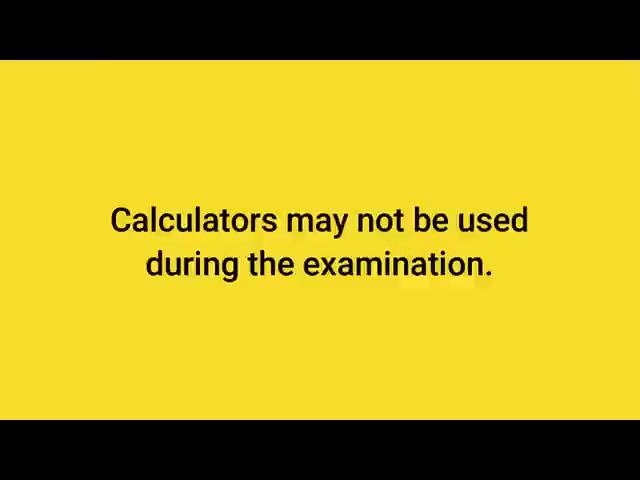 Calculators may not be used
during the examination.